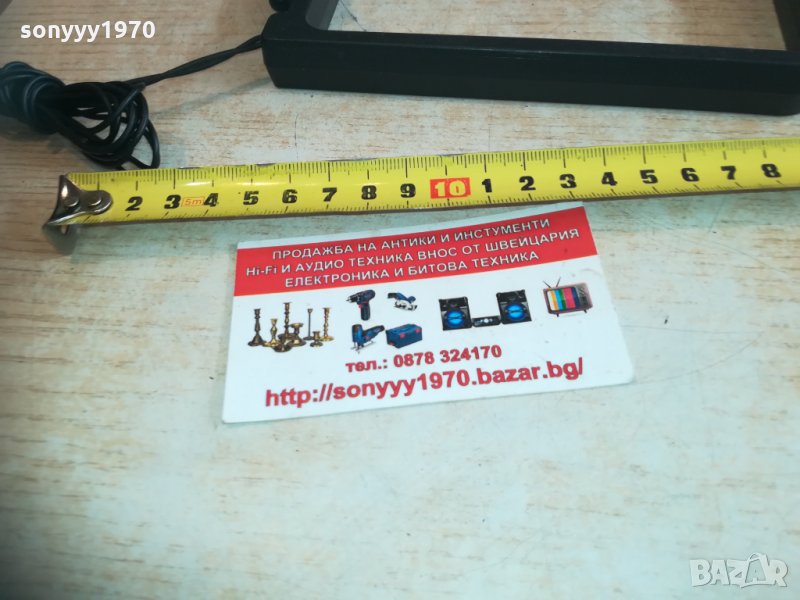 sonyyy1970
2 3 5m 4 5 6 7 8 9 10 1 2 3 4 5 6 7 8
ПРОДАЖБА НА АНТИКИ И ИНСТУМЕНТИ
Hi-Fi И АУДИО ТЕХНИКА ВНОС ОТ ШВЕЙЦАРИЯ
ЕЛЕКТРОНИКА И БИТОВА ТЕХНИКА
тел.: 0878 324170
http://sonyyy1970.bazar.bg/
BAZAR